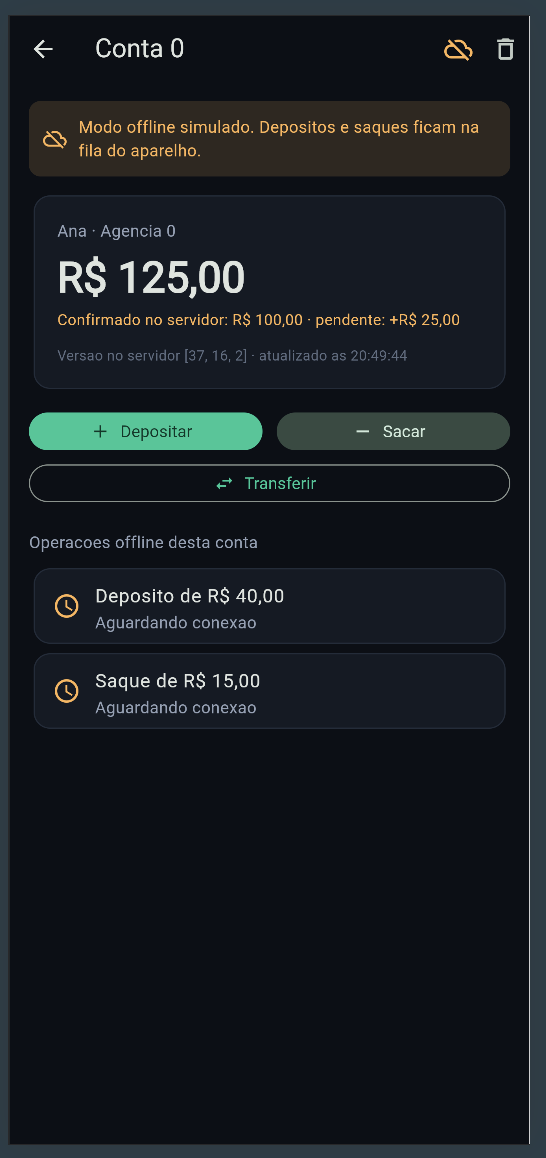 Conta 0
Modo offline simulado. Depositos e saques ficam na
fila do aparelho.
Ana · Agencia 0
R$ 125,00
Confirmado no servidor: R$ 100,00 · pendente: +R$ 25,00
Versao no servidor [37, 16, 2] · atualizado as 20:49:44
+ Depositar
− Sacar
Transferir
Operacoes offline desta conta
Deposito de R$ 40,00
Aguardando conexao
Saque de R$ 15,00
Aguardando conexao